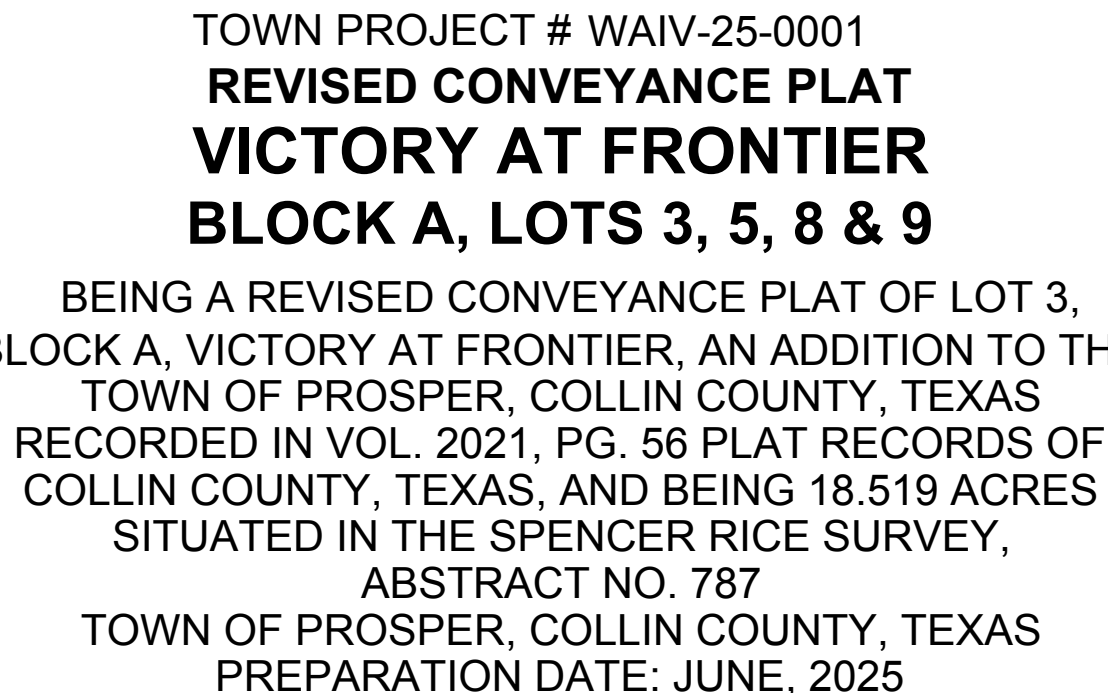 TOWN PROJECT # WAIV-25-0001
REVISED CONVEYANCE PLAT
VICTORY AT FRONTIER
BLOCK A, LOTS 3, 5, 8 & 9
BEING A REVISED CONVEYANCE PLAT OF LOT 3,
BLOCK A, VICTORY AT FRONTIER, AN ADDITION TO TH
TOWN OF PROSPER, COLLIN COUNTY, TEXAS
RECORDED IN VOL. 2021, PG. 56 PLAT RECORDS OF
COLLIN COUNTY, TEXAS, AND BEING 18.519 ACRES
SITUATED IN THE SPENCER RICE SURVEY,
ABSTRACT NO. 787
TOWN OF PROSPER, COLLIN COUNTY, TEXAS
PREPARATION DATE: JUNE, 2025